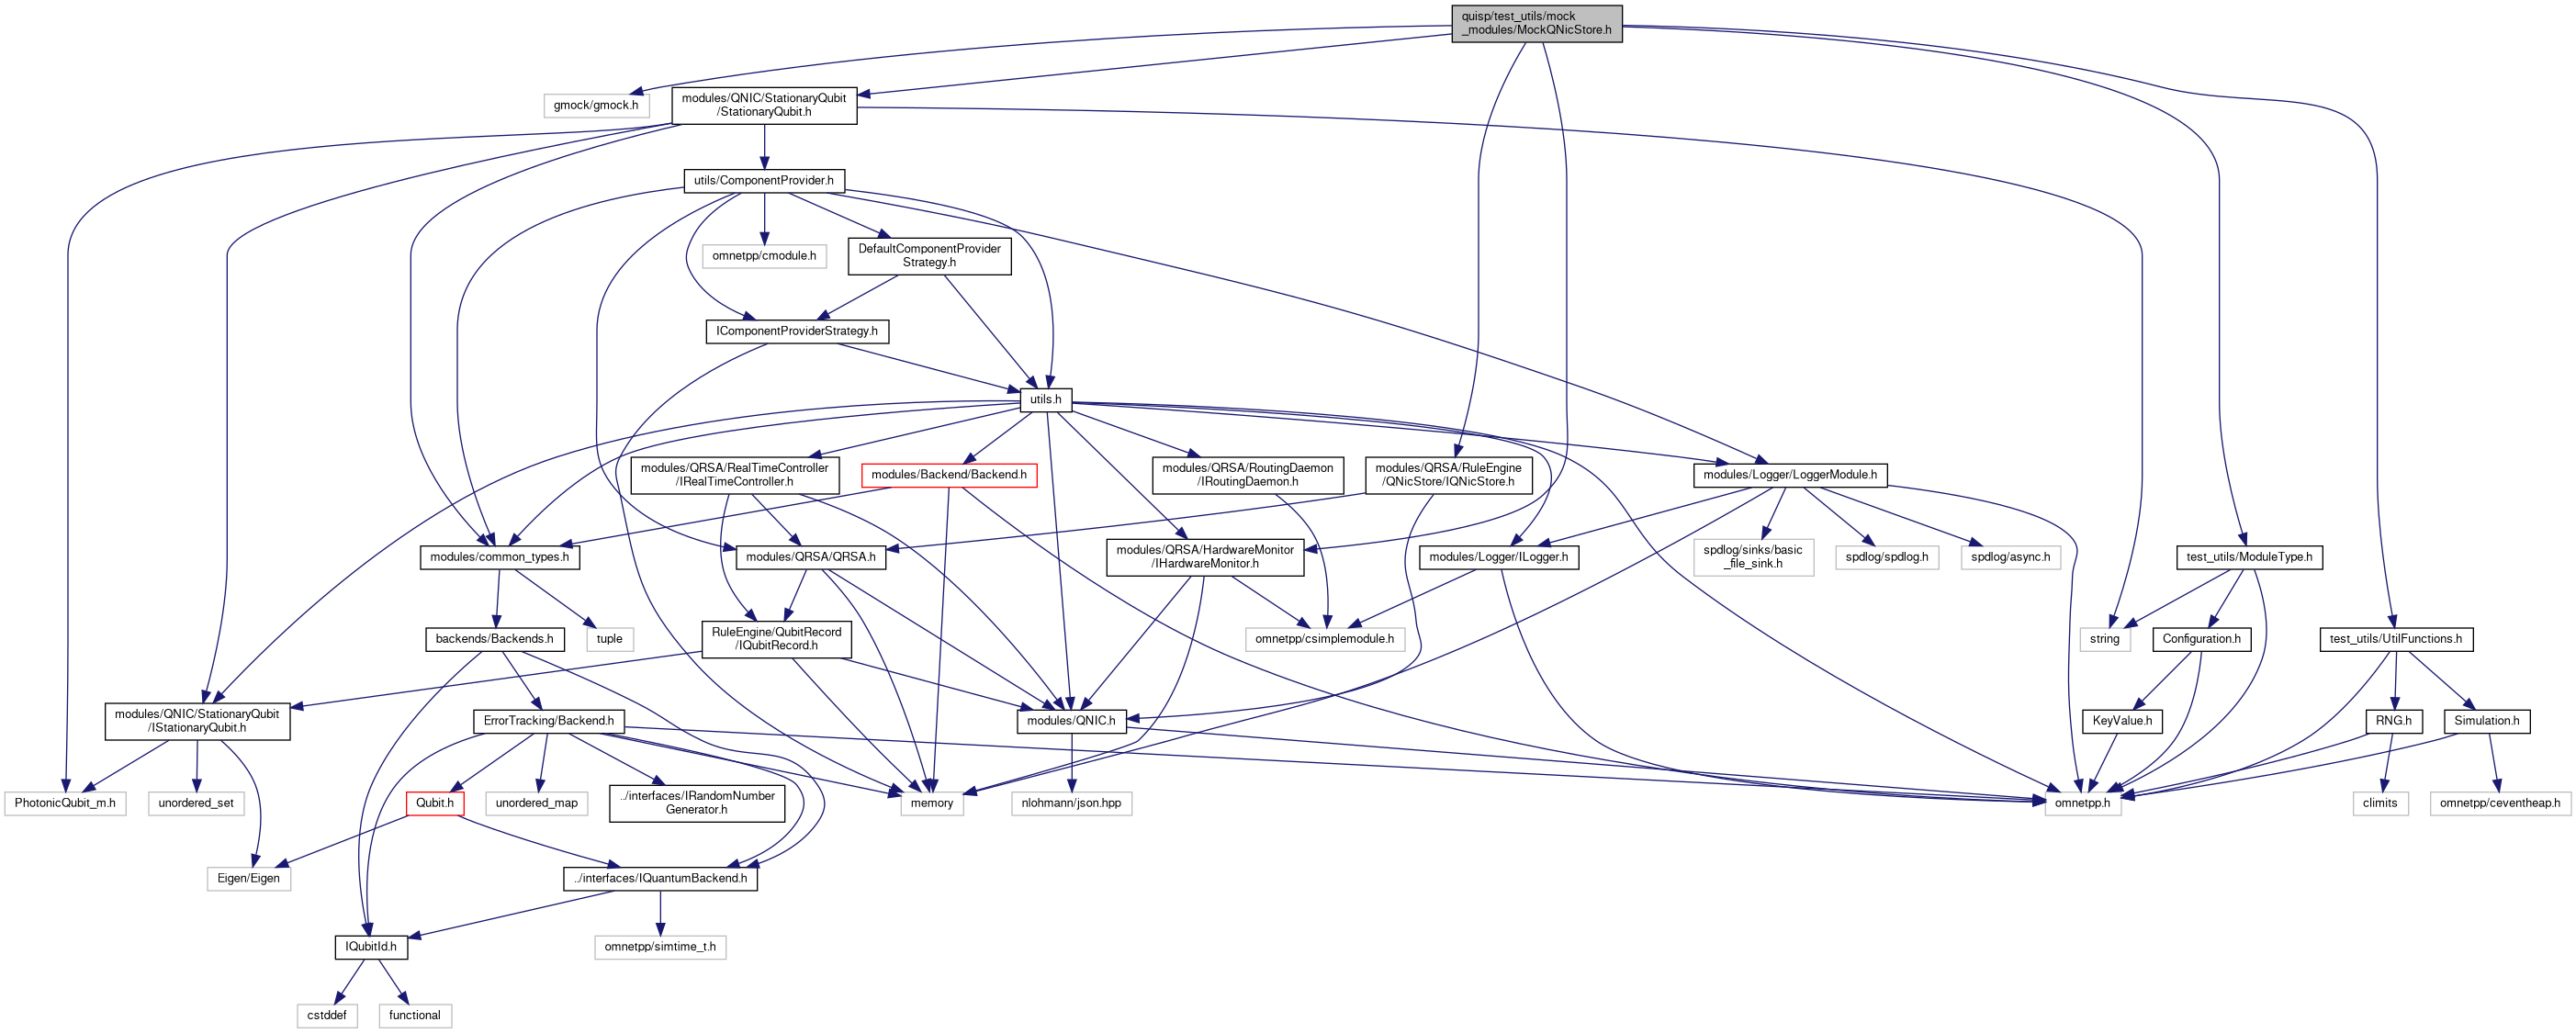 quisp/test_utils/mock
_modules/MockQNicStore.h
gmock/gmock.h
modules/QNIC/StationaryQubit
/StationaryQubit.h
utils/ComponentProvider.h
omnetpp/cmodule.h
DefaultComponentProvider
Strategy.h
IComponentProviderStrategy.h
utils.h
modules/QRSA/RealTimeController
/IRealTimeController.h
modules/Backend/Backend.h
modules/QRSA/RoutingDaemon
/IRoutingDaemon.h
modules/QRSA/RuleEngine
/QNicStore/IQNicStore.h
modules/Logger/LoggerModule.h
modules/common_types.h
modules/QRSA/QRSA.h
modules/QRSA/HardwareMonitor
/IHardwareMonitor.h
modules/Logger/ILogger.h
spdlog/sinks/basic
_file_sink.h
spdlog/spdlog.h
spdlog/async.h
test_utils/ModuleType.h
backends/Backends.h
tuple
RuleEngine/QubitRecord
/IQubitRecord.h
omnetpp/csimplemodule.h
string
Configuration.h
test_utils/UtilFunctions.h
modules/QNIC/StationaryQubit
/IStationaryQubit.h
ErrorTracking/Backend.h
modules/QNIC.h
KeyValue.h
RNG.h
Simulation.h
PhotonicQubit_m.h
unordered_set
Qubit.h
unordered_map
../interfaces/IRandomNumber
Generator.h
memory
nlohmann/json.hpp
omnetpp.h
climits
omnetpp/ceventheap.h
Eigen/Eigen
../interfaces/IQuantumBackend.h
IQubitId.h
omnetpp/simtime_t.h
cstddef
functional